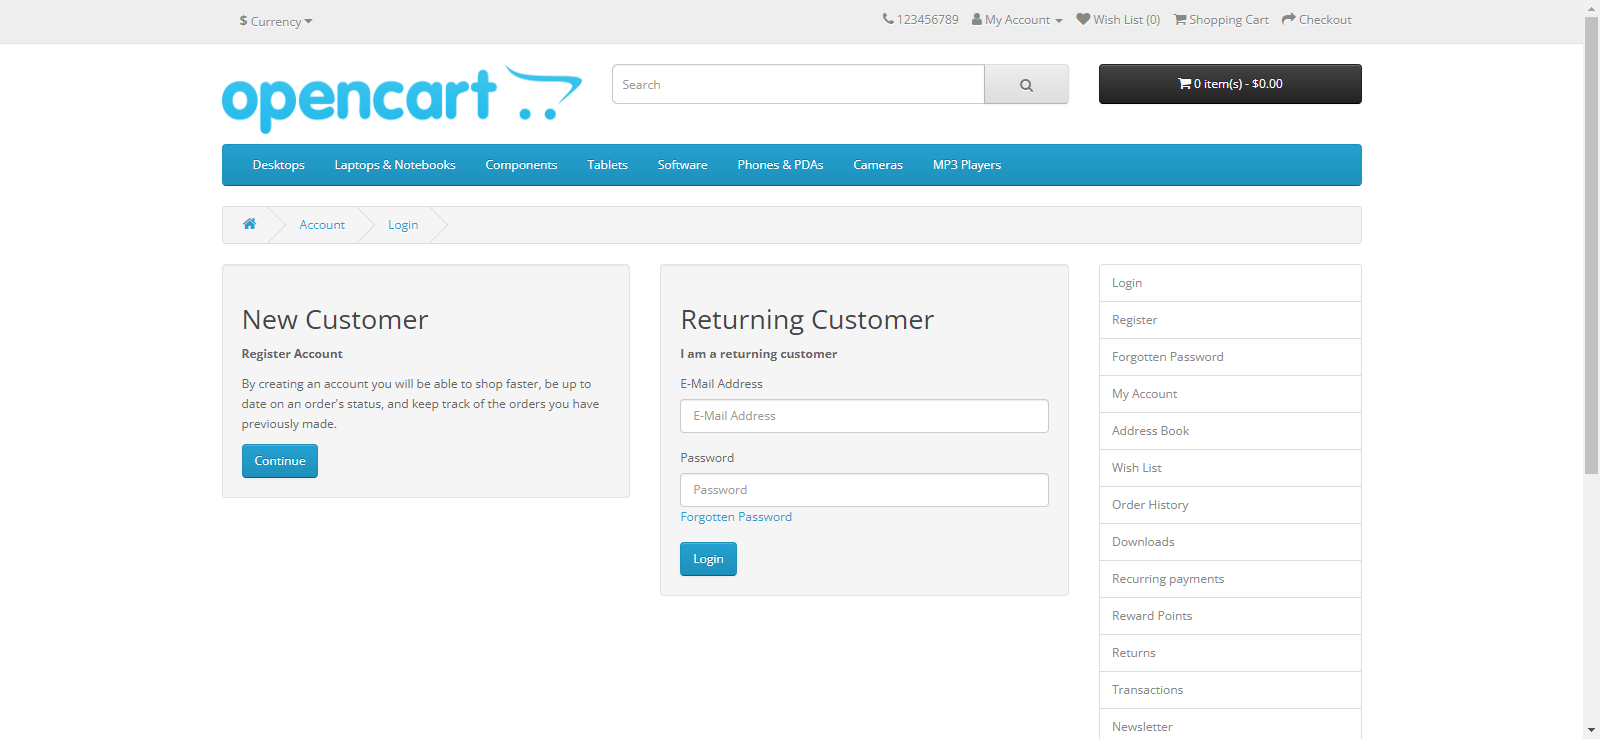 $ Currency
123456789 My Account Wish List (0) Shopping Cart Checkout
opencart
Search
0 item(s) - $0.00
Desktops Laptops & Notebooks Components Tablets Software Phones & PDAs Cameras MP3 Players
Account Login
New Customer
Register Account
By creating an account you will be able to shop faster, be up to
date on an order's status, and keep track of the orders you have
previously made.
Continue
Returning Customer
I am a returning customer
E-Mail Address
E-Mail Address
Password
Password
Forgotten Password
Login
Login
Register
Forgotten Password
My Account
Address Book
Wish List
Order History
Downloads
Recurring payments
Reward Points
Returns
Transactions
Newsletter